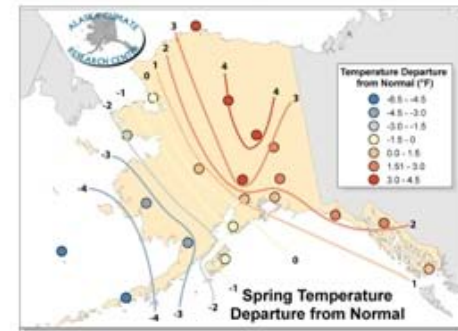 ALASKA CLIMATE
RESEARCH CENTER
3
2
1
0
-1
-2
4
4
3
-3
-4
Temperature Departure
from Normal (°F)
-6.5 - -4.5
-4.5 - -3.0
-3.0 - -1.5
-1.5 - 0
0.0 - 1.5
1.51 - 3.0
3.0 - 4.5
2
0
1
-1
-2
-3
-4
Spring Temperature
Departure from Normal